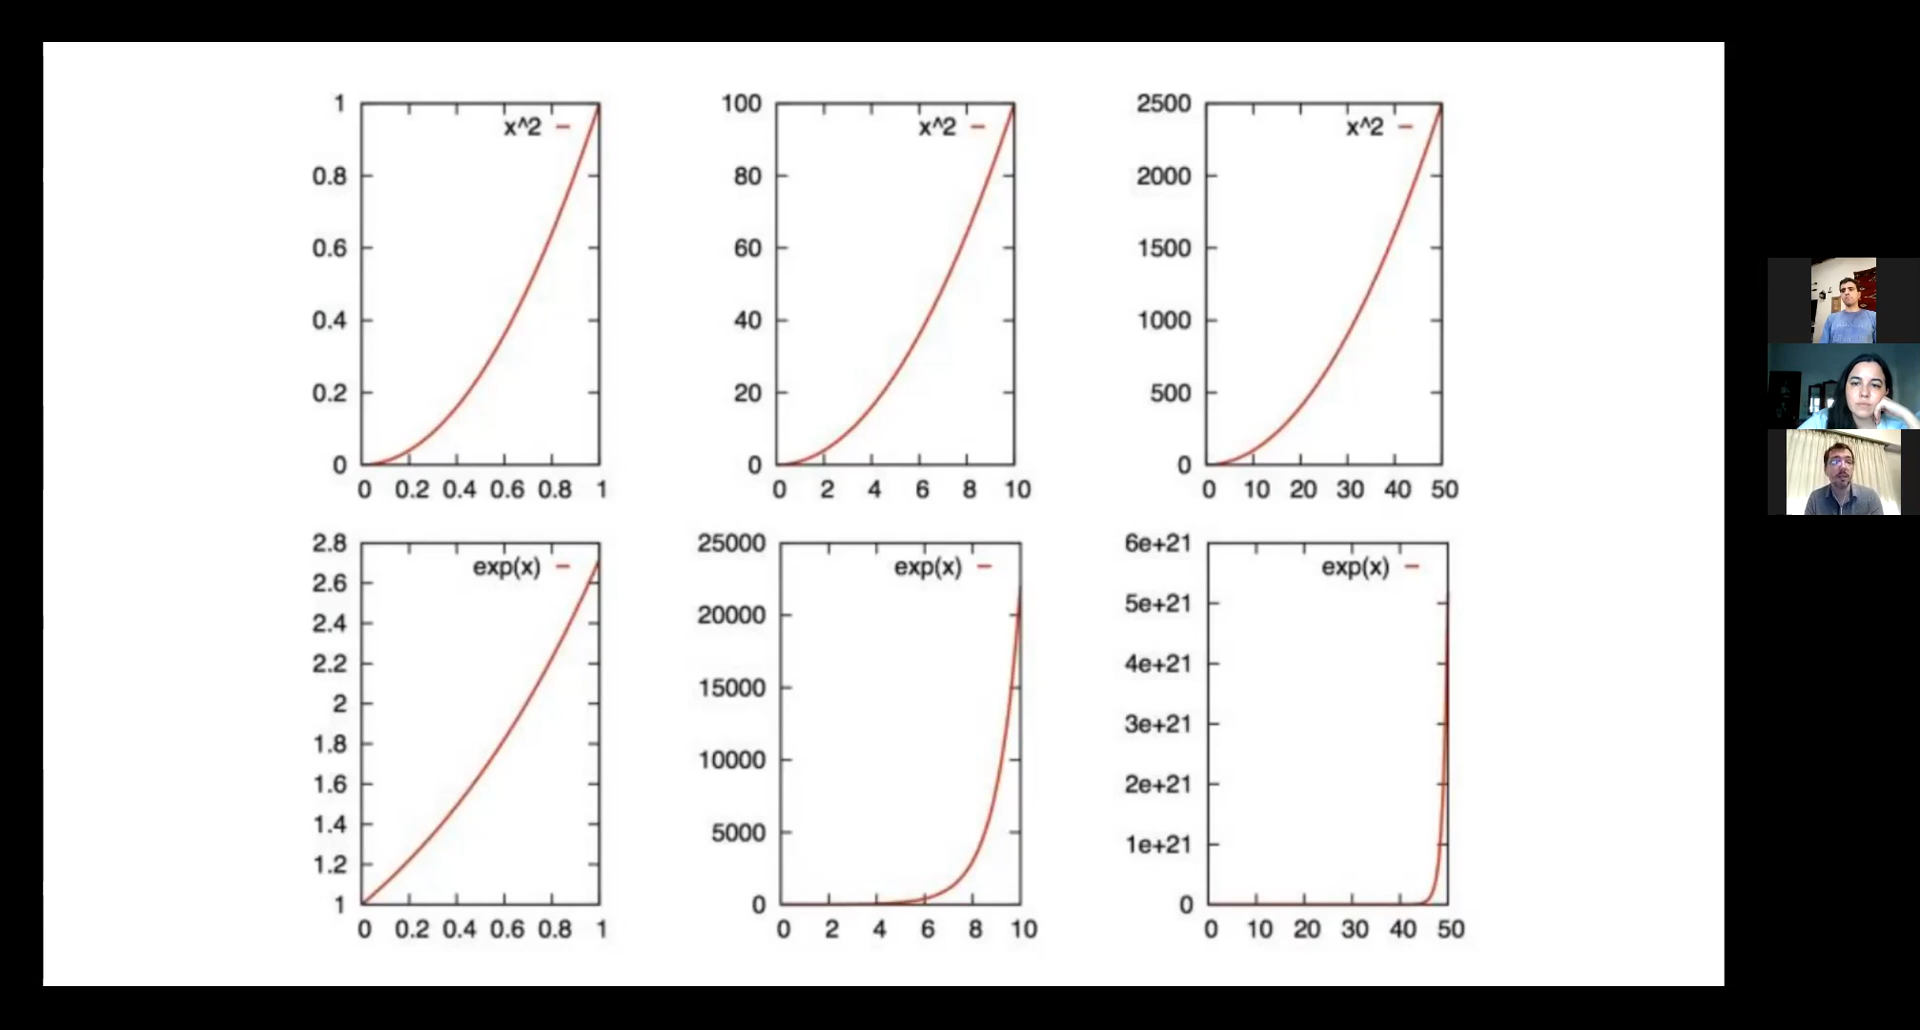 1
x^2
0.8
0.6
0.4
0.2
0
0 0.2 0.4 0.6 0.8 1
100
x^2
80
60
40
20
0
0 2 4 6 8 10
2500
x^2
2000
1500
1000
500
0
0 10 20 30 40 50
2.8
exp(x)
2.6
2.4
2.2
2
1.8
1.6
1.4
1.2
1
0 0.2 0.4 0.6 0.8 1
25000
exp(x)
20000
15000
10000
5000
0
0 2 4 6 8 10
6e+21
exp(x)
5e+21
4e+21
3e+21
2e+21
1e+21
0
0 10 20 30 40 50